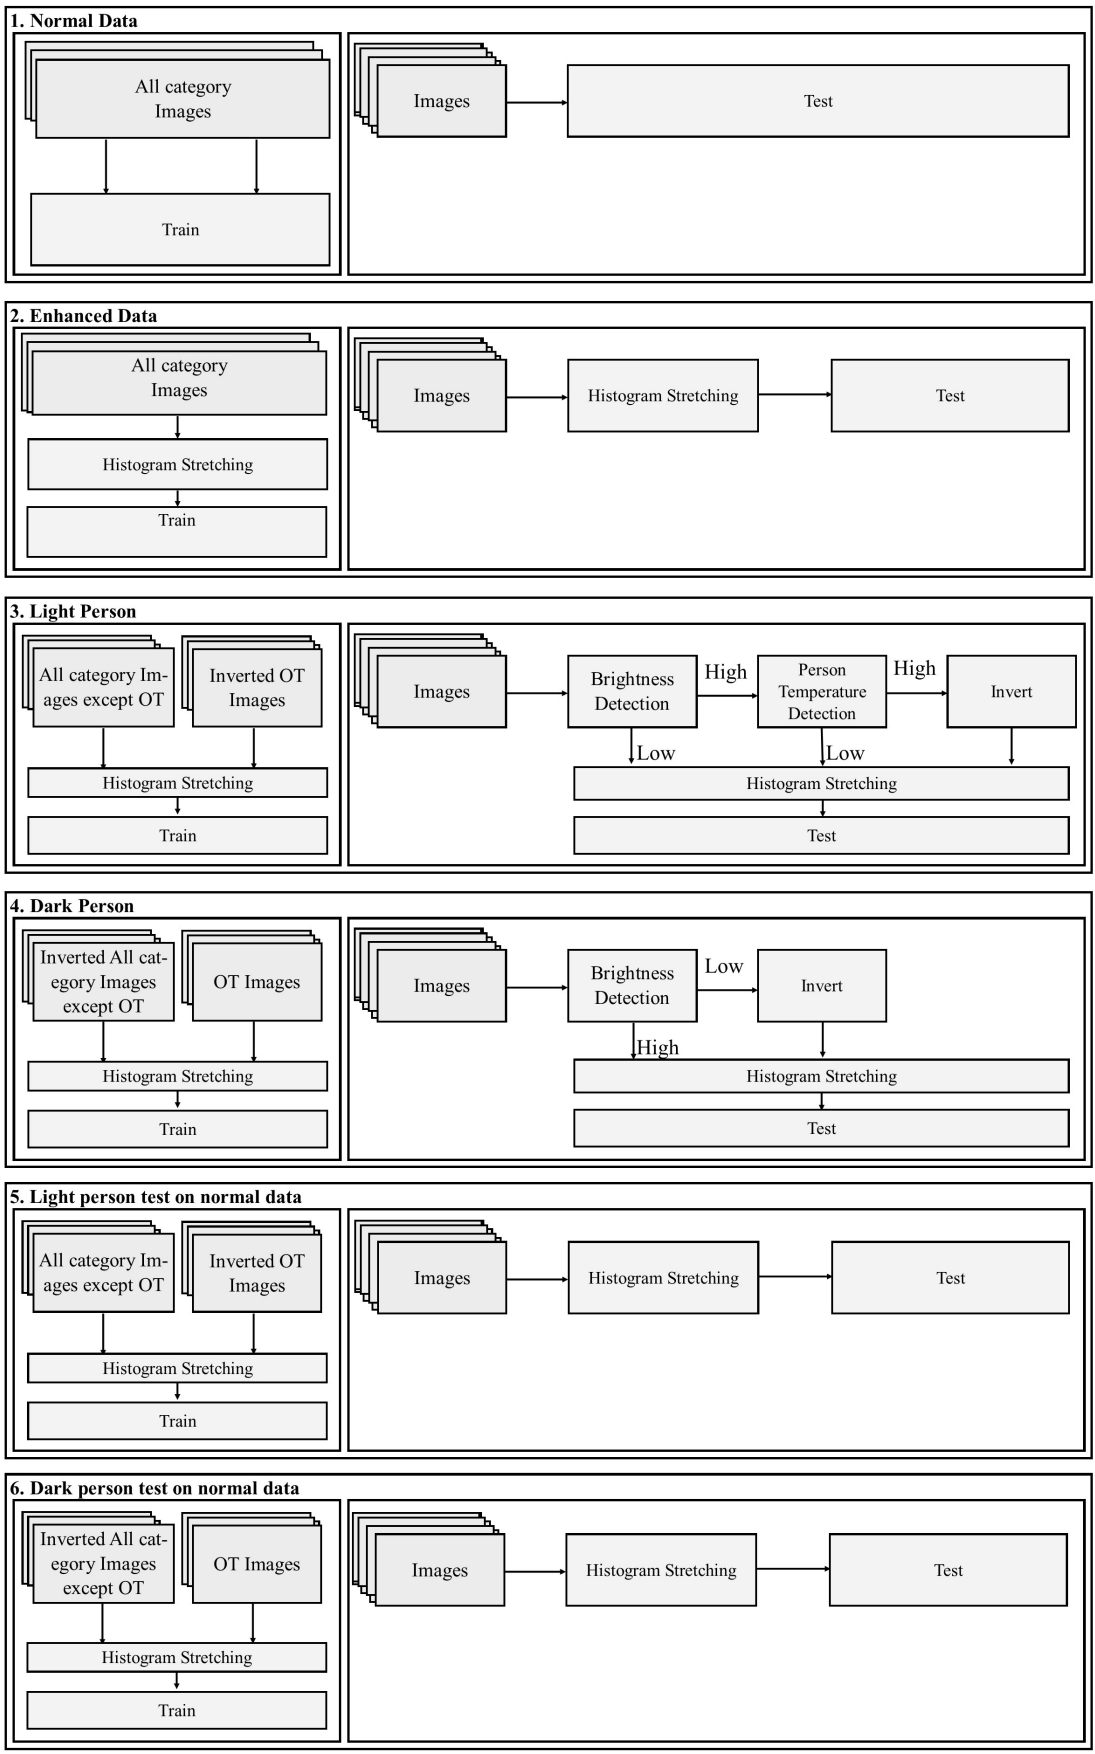 1. Normal Data
All category
Images
Train
Images
Test
2. Enhanced Data
All category
Images
Histogram Stretching
Train
Images
Histogram Stretching
Test
3. Light Person
All category Im-
ages except OT
Inverted OT
Images
Histogram Stretching
Train
Images
Brightness
Detection
High
Person
Temperature
Detection
High
Invert
Low
Low
Histogram Stretching
Test
4. Dark Person
Inverted All cat-
egory Images
except OT
OT Images
Histogram Stretching
Train
Images
Brightness
Detection
Low
Invert
High
Histogram Stretching
Test
5. Light person test on normal data
All category Im-
ages except OT
Inverted OT
Images
Histogram Stretching
Train
Images
Histogram Stretching
Test
6. Dark person test on normal data
Inverted All cat-
egory Images
except OT
OT Images
Histogram Stretching
Train
Images
Histogram Stretching
Test